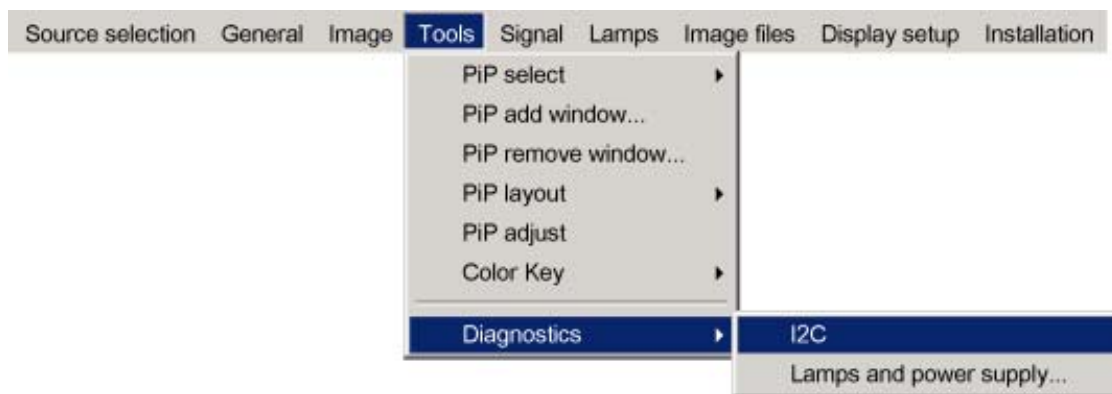 Source selection General Image Tools Signal Lamps Image files Display setup Installation
PiP select
PiP add window...
PiP remove window...
PiP layout
PiP adjust
Color Key
Diagnostics I2C
Lamps and power supply...